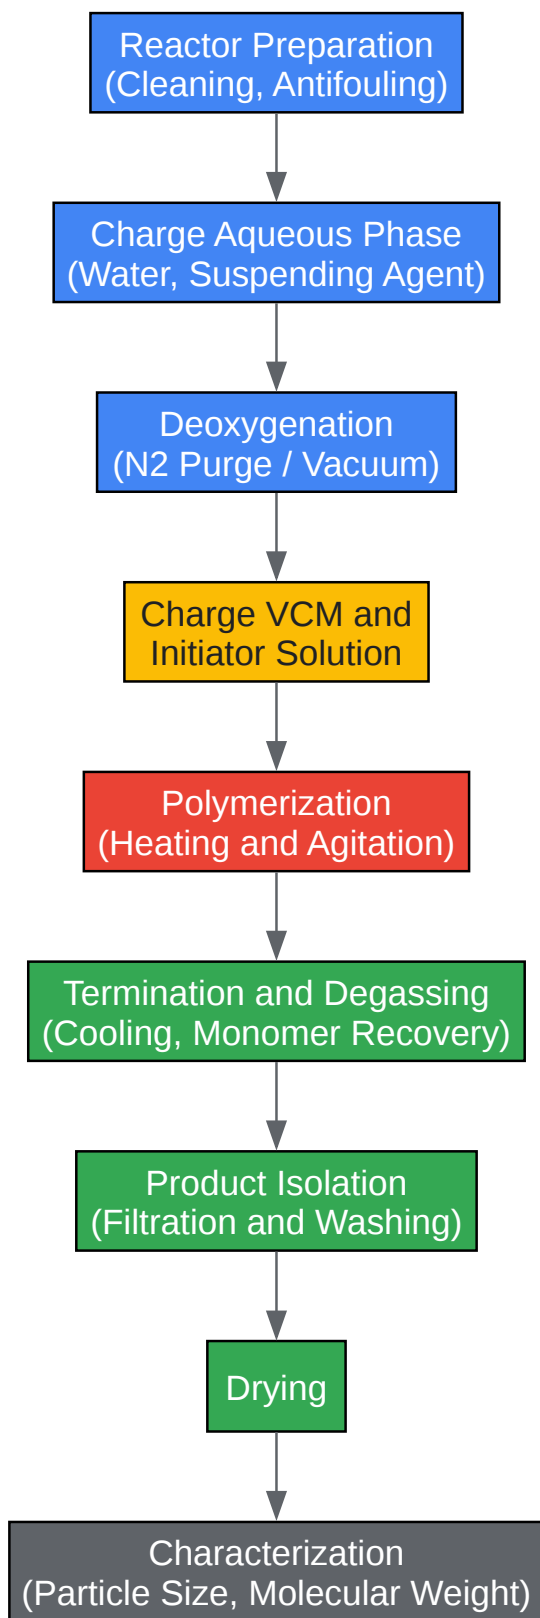 Reactor Preparation
(Cleaning, Antifouling)
Charge Aqueous Phase
(Water, Suspending Agent)
Deoxygenation
(N2 Purge / Vacuum)
Charge VCM and
Initiator Solution
Polymerization
(Heating and Agitation)
Termination and Degassing
(Cooling, Monomer Recovery)
Product Isolation
(Filtration and Washing)
Drying
Characterization
(Particle Size, Molecular Weight)